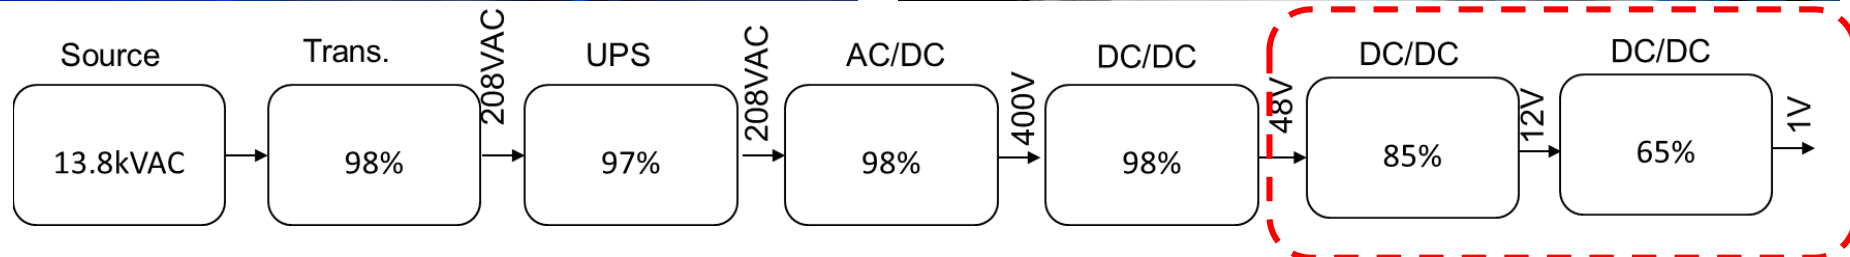 Source
13.8kVAC
Trans.
98%
208VAC
UPS
97%
208VAC
AC/DC
98%
400V
DC/DC
98%
48V
DC/DC
85%
12V
DC/DC
65%
1V